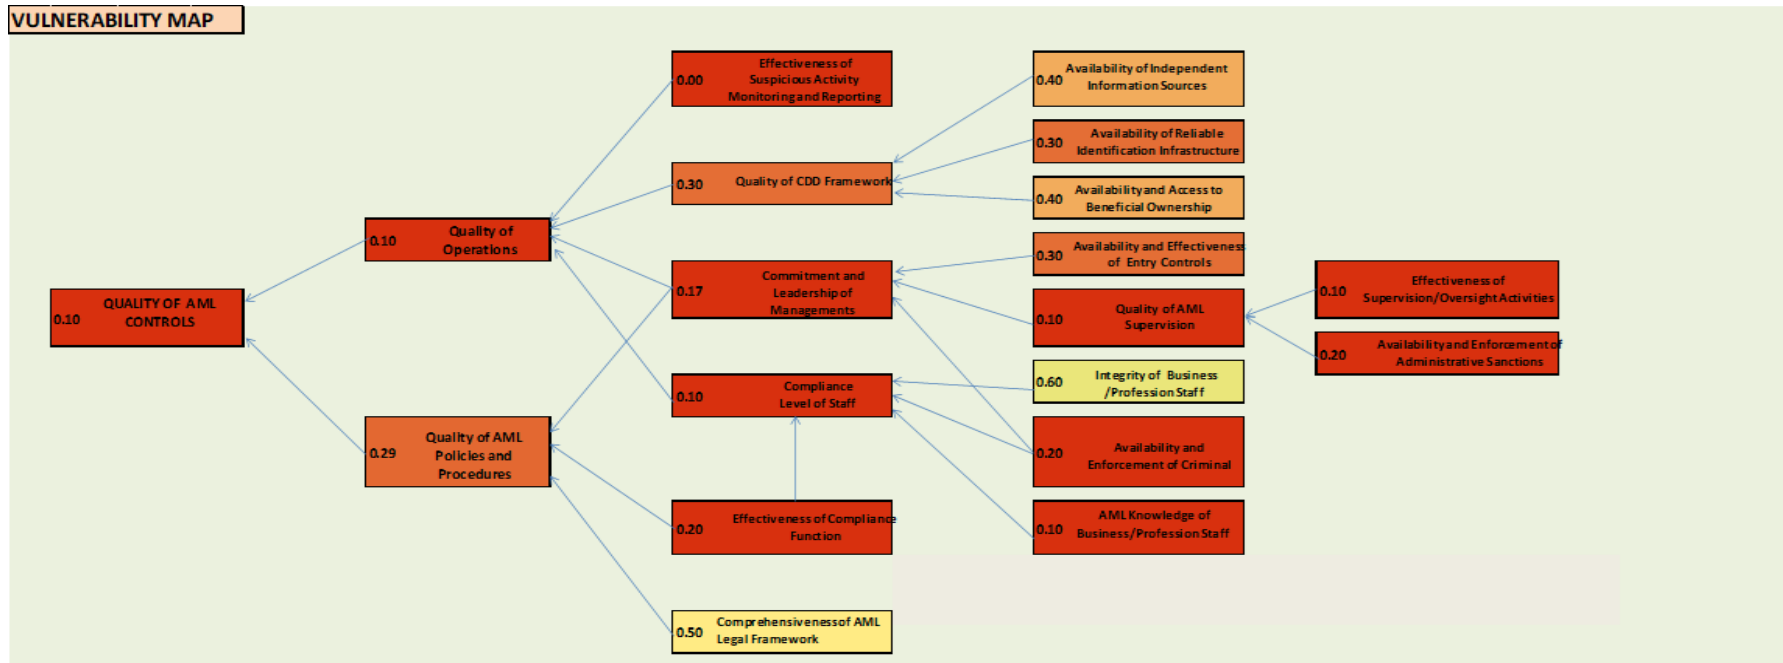 VULNERABILITY MAP
0.00
Effectiveness of
Suspicious Activity
Monitoring and Reporting
0.40
Availability of Independent
Information Sources
0.30
Availability of Reliable
Identification Infrastructure
0.30
Quality of CDD Framework
0.40
Availability and Access to
Beneficial Ownership
0.10
Quality of
Operations
0.30
Availability and Effectiveness
of Entry Controls
0.17
Commitment and
Leadership of
Managements
0.10
QUALITY OF AML
CONTROLS
0.10
Quality of AML
Supervision
0.10
Effectiveness of
Supervision/Oversight Activities
0.20
Availability and Enforcement of
Administrative Sanctions
0.60
Integrity of Business
/Profession Staff
0.10
Compliance
Level of Staff
0.29
Quality of AML
Policies and
Procedures
0.20
Availability and
Enforcement of Criminal
0.20
Effectiveness of Compliance
Function
0.10
AML Knowledge of
Business/Profession Staff
0.50
Comprehensiveness of AML
Legal Framework